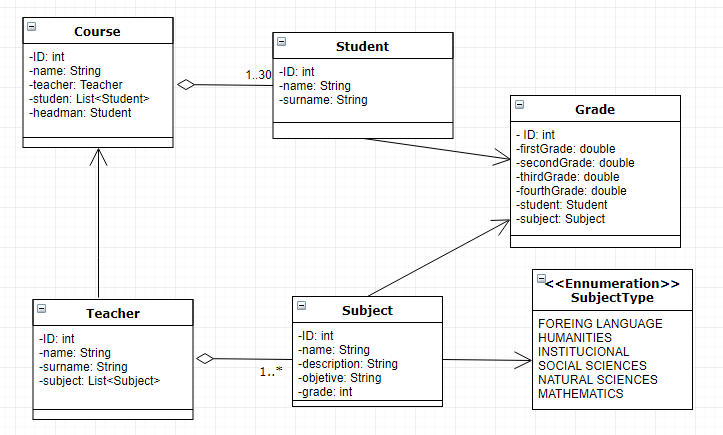 Course
-ID: int
-name: String
-teacher: Teacher
-studen: List<Student>
-headman: Student
1..30
Student
-ID: int
-name: String
-surname: String
Grade
- ID: int
-firstGrade: double
-secondGrade: double
-thirdGrade: double
-fourthGrade: double
-student: Student
-subject: Subject
Teacher
-ID: int
-name: String
-surname: String
-subject: List<Subject>
1..*
Subject
-ID: int
-name: String
-description: String
-objetive: String
-grade: int
<<Ennumeration>>
SubjectType
FOREING LANGUAGE
HUMANITIES
INSTITUCIONAL
SOCIAL SCIENCES
NATURAL SCIENCES
MATHEMATICS